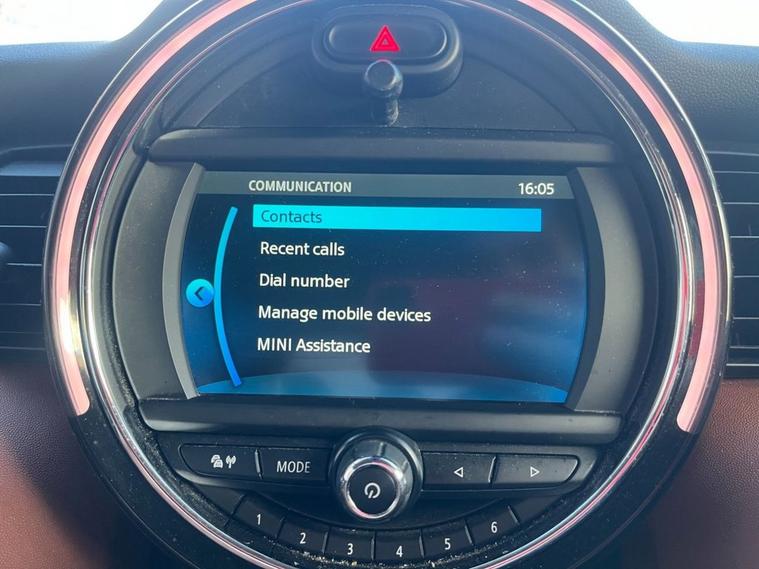 COMMUNICATION 16:05
Contacts
Recent calls
Dial number
Manage mobile devices
MINI Assistance
MODE
1 2 3 4 5 6